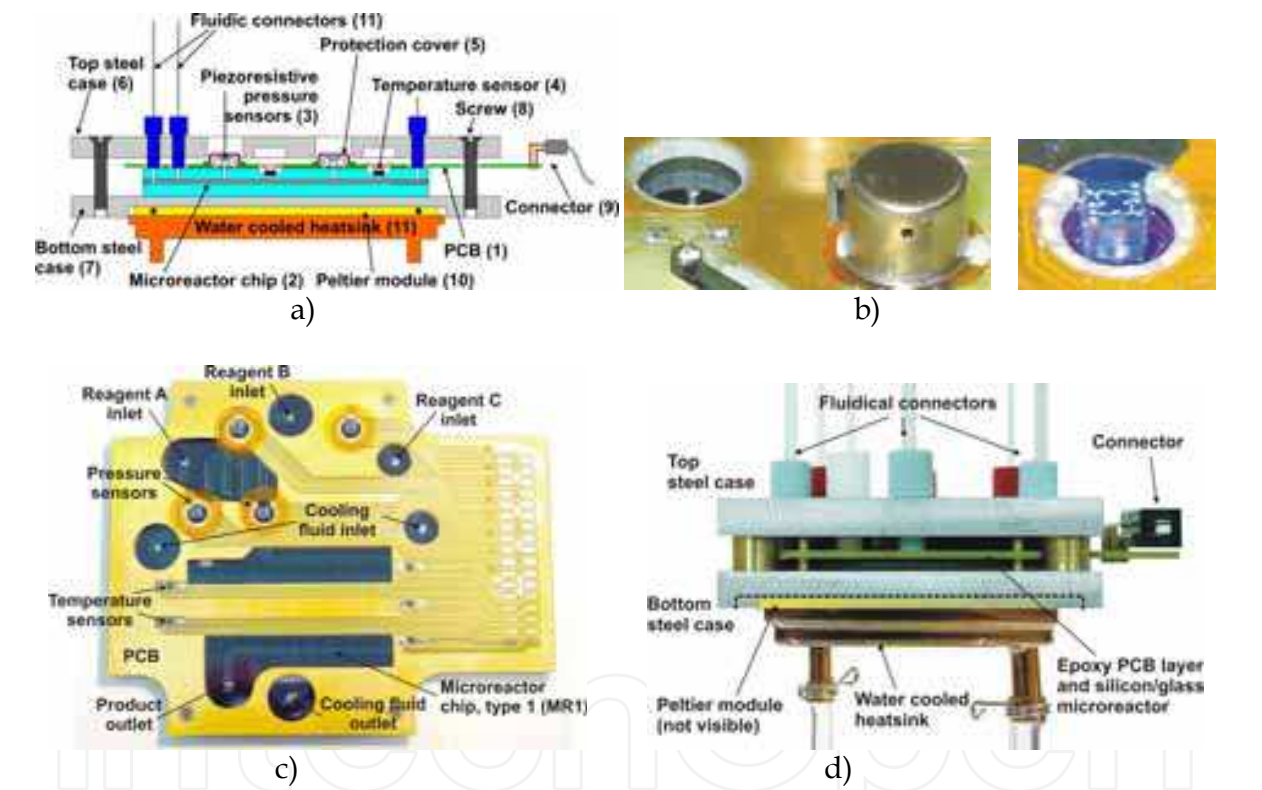 Fluidic connectors (11)
Protection cover (5)
Top steel
case (6)
Piezoresistive
pressure
sensors (3)
Temperature sensor (4)
Screw (8)
Connector (9)
Water cooled heatsink (11)
Bottom steel
case (7)
PCB (1)
Microreactor chip (2)
Peltier module (10)
a)
b)
Reagent B
inlet
Reagent A
inlet
Reagent C
inlet
Pressure
sensors
Cooling
fluid inlet
Temperature
sensors
PCB
Product
outlet
Cooling fluid
outlet
Microreactor
chip, type 1 (MR1)
c)
Fluidical connectors
Connector
Top
steel case
Bottom
steel case
Epoxy PCB layer
and silicon/glass
microreactor
Peltier module
(not visible)
Water cooled
heatsink
d)
intechopen